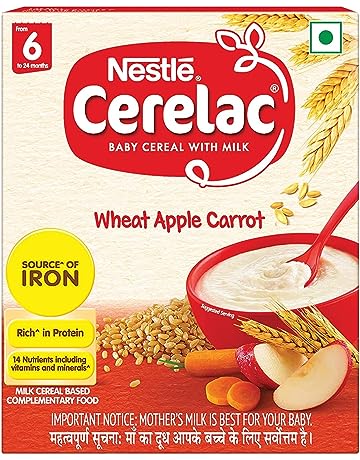 From
6
to 24 months
Nestlé®
Cerelac®
BABY CEREAL WITH MILK
Wheat Apple Carrot
SOURCE^ OF
IRON
Suggested Serving
Rich^ in Protein
14 Nutrients including
vitamins and minerals^
MILK CEREAL BASED
COMPLEMENTARY FOOD
IMPORTANT NOTICE: MOTHER'S MILK IS BEST FOR YOUR BABY.
महत्वपूर्ण सूचना: माँ का दूध आपके बच्चे के लिए सर्वोत्तम है।